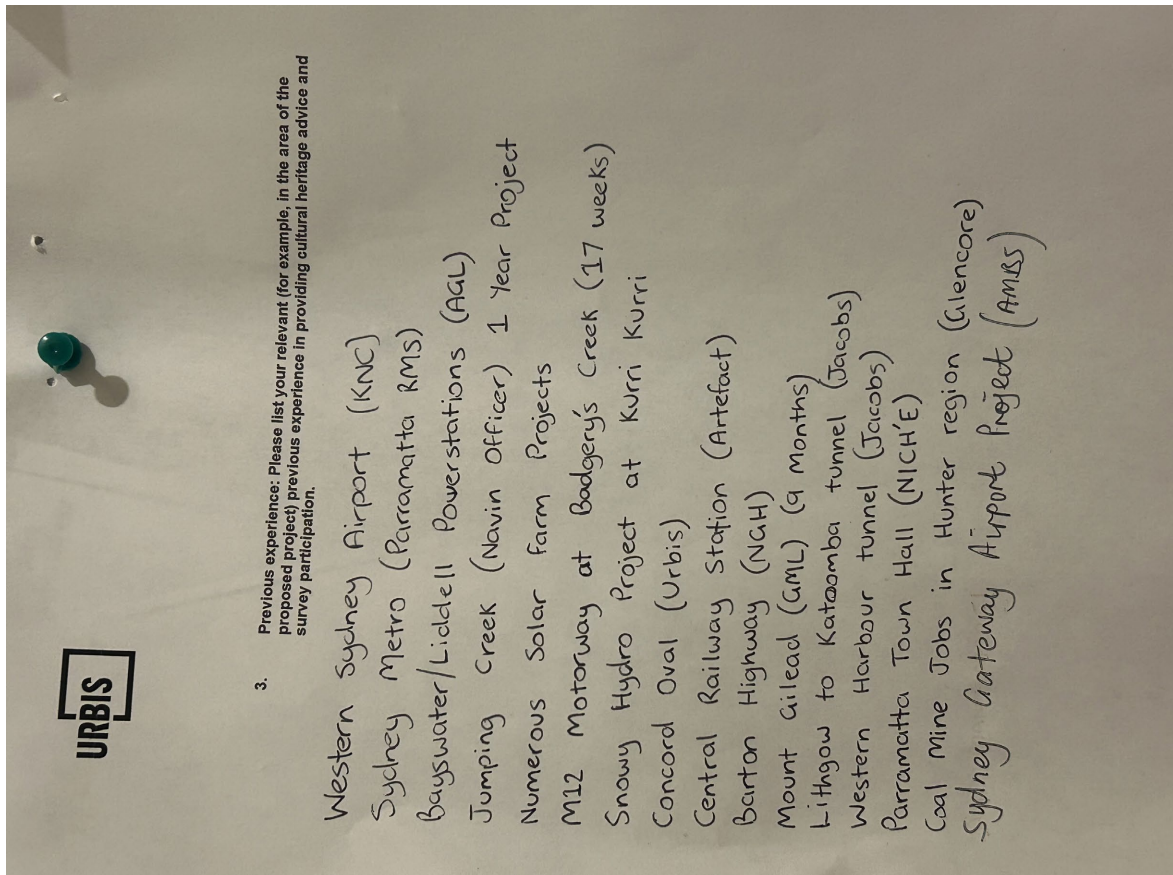 URBIS
3. Previous experience: Please list your relevant (for example, in the area of the
proposed project) previous experience in providing cultural heritage advice and
survey participation.
Western Sydney Airport (KNC)
Sydney Metro (Parramatta RMS)
Bayswater/Liddell Powerstations (AGL)
Jumping Creek (Navin Officer) 1 Year Project
Numerous Solar farm Projects
M12 Motorway at Badgery's Creek (17 weeks)
Snowy Hydro Project at Kurri Kurri
Concord Oval (Urbis)
Central Railway Station (Artefact)
Barton Highway (NGH)
Mount Gilead (GML) (9 months)
Lithgow to Katoomba tunnel (Jacobs)
Western Harbour tunnel (Jacobs)
Parramatta Town Hall (NICH'E)
Coal Mine Jobs in Hunter region (Glencore)
Sydney Gateway Airport Project (AMBS)